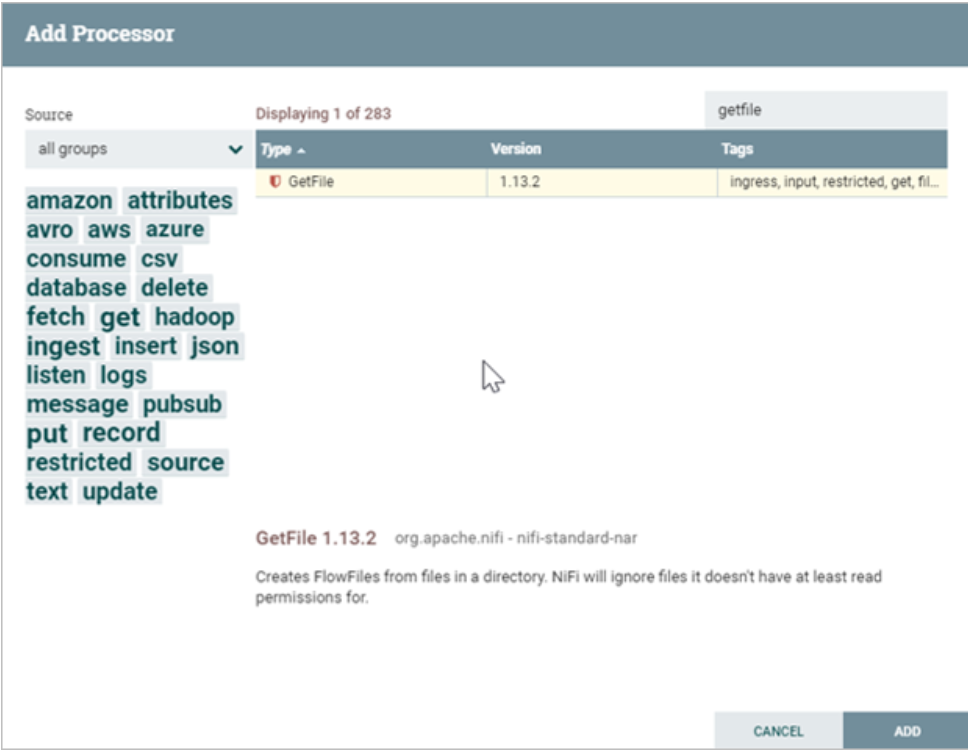 Add Processor
Source
Displaying 1 of 283
getfile
all groups
Type Version Tags
GetFile 1.13.2 ingress, input, restricted, get, fil...
amazon attributes
avro aws azure
consume csv
database delete
fetch get hadoop
ingest insert json
listen logs
message pubsub
put record
restricted source
text update
GetFile 1.13.2 org.apache.nifi - nifi-standard-nar
Creates FlowFiles from files in a directory. NiFi will ignore files it doesn't have at least read
permissions for.
CANCEL ADD